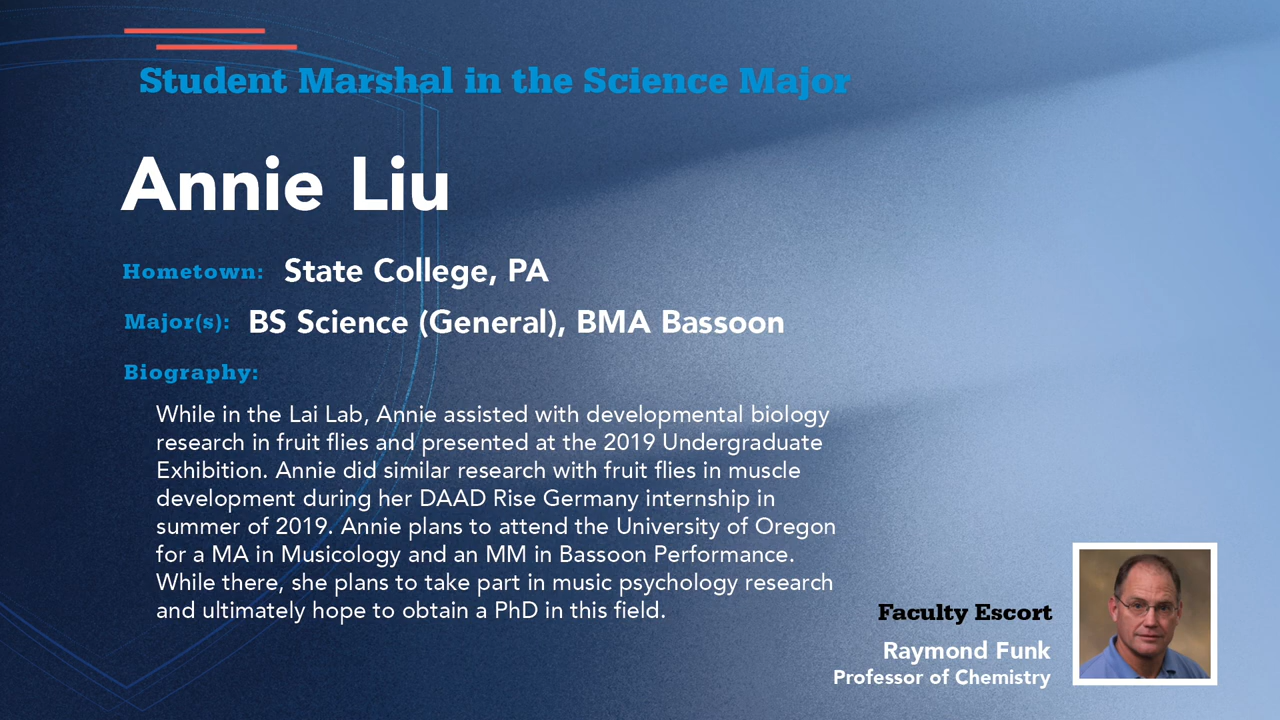 Student Marshal in the Science Major
Annie Liu
Hometown: State College, PA
Major(s): BS Science (General), BMA Bassoon
Biography:
While in the Lai Lab, Annie assisted with developmental biology
research in fruit flies and presented at the 2019 Undergraduate
Exhibition. Annie did similar research with fruit flies in muscle
development during her DAAD Rise Germany internship in
summer of 2019. Annie plans to attend the University of Oregon
for a MA in Musicology and an MM in Bassoon Performance.
While there, she plans to take part in music psychology research
and ultimately hope to obtain a PhD in this field.
Faculty Escort
Raymond Funk
Professor of Chemistry